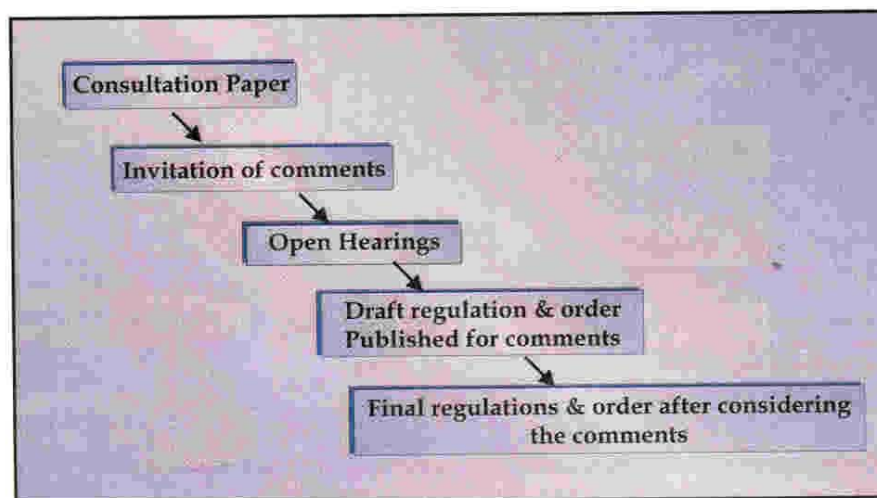 Consultation Paper
Invitation of comments
Open Hearings
Draft regulation & order
Published for comments
Final regulations & order after considering
the comments